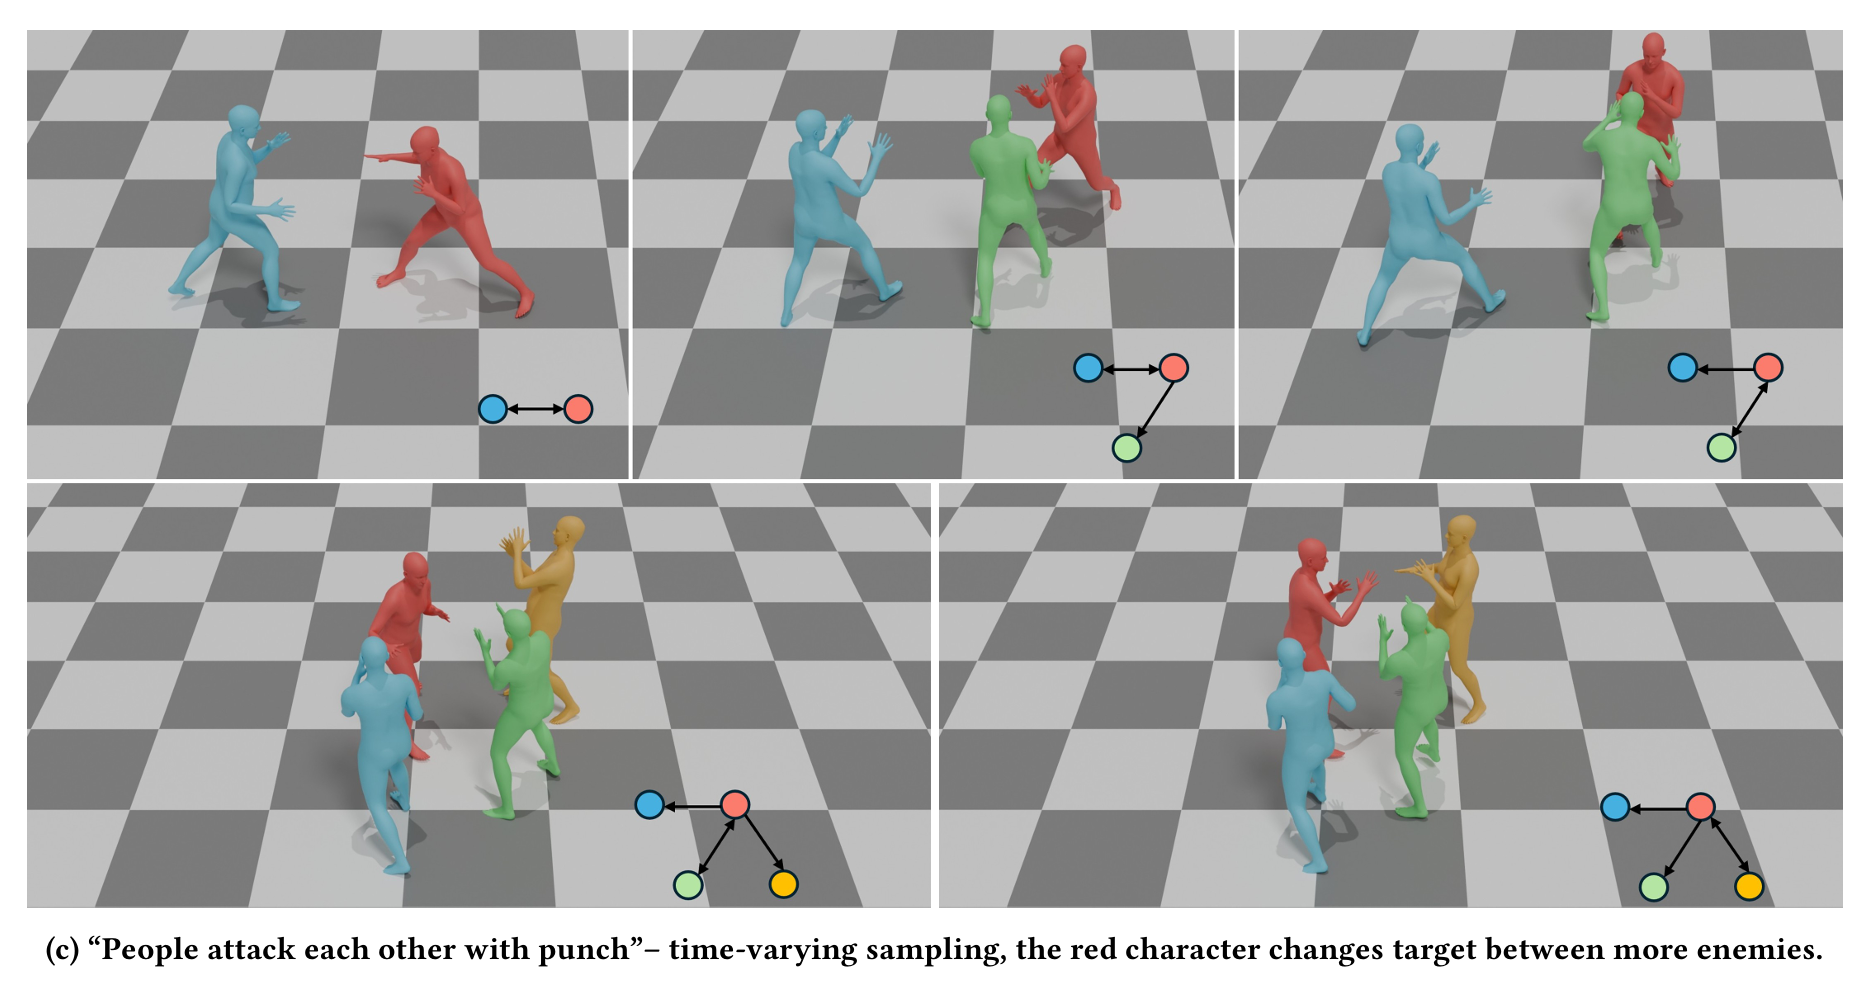 (c) “People attack each other with punch”– time-varying sampling, the red character changes target between more enemies.